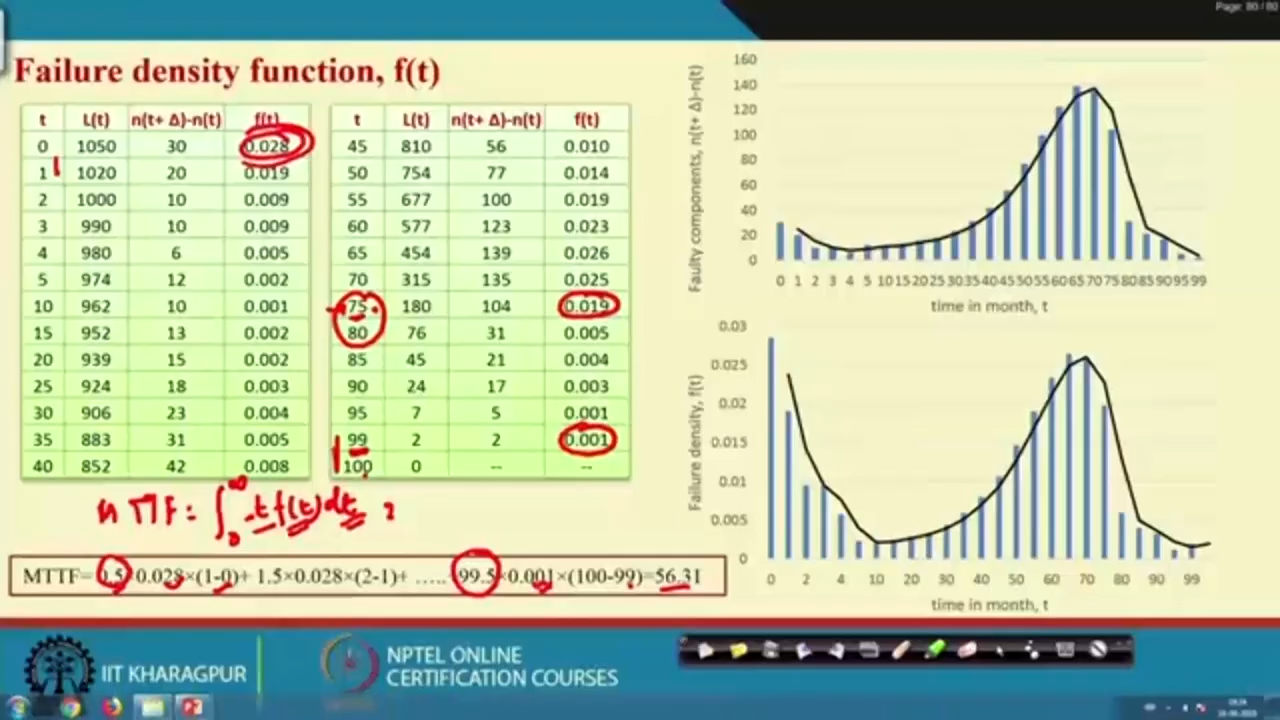 Page: 80 / 80
Failure density function, f(t)
t L(t) n(t+ Δ)-n(t) f(t)
0 1050 30 0.028
1 1020 20 0.019
2 1000 10 0.009
3 990 10 0.009
4 980 6 0.005
5 974 12 0.002
10 962 10 0.001
15 952 13 0.002
20 939 15 0.002
25 924 18 0.003
30 906 23 0.004
35 883 31 0.005
40 852 42 0.008
t L(t) n(t+ Δ)-n(t) f(t)
45 810 56 0.010
50 754 77 0.014
55 677 100 0.019
60 577 123 0.023
65 454 139 0.026
70 315 135 0.025
75 180 104 0.019
80 76 31 0.005
85 45 21 0.004
90 24 17 0.003
95 7 5 0.001
99 2 2 0.001
100 0 -- --
MTTF = ∫₀^∞ t f(t) dt
MTTF= 0.5×0.028×(1-0)+ 1.5×0.028×(2-1)+ ….. 99.5×0.001×(100-99)=56.31
Faulty components, n(t+ Δ)-n(t)
160
140
120
100
80
60
40
20
0
0 1 2 3 4 5 10 15 20 25 30 35 40 45 50 55 60 65 70 75 80 85 90 95 99
time in month, t
Failure density, f(t)
0.03
0.025
0.02
0.015
0.01
0.005
0
0 2 4 10 20 30 40 50 60 70 80 90 99
time in month, t
IIT KHARAGPUR
NPTEL ONLINE
CERTIFICATION COURSES